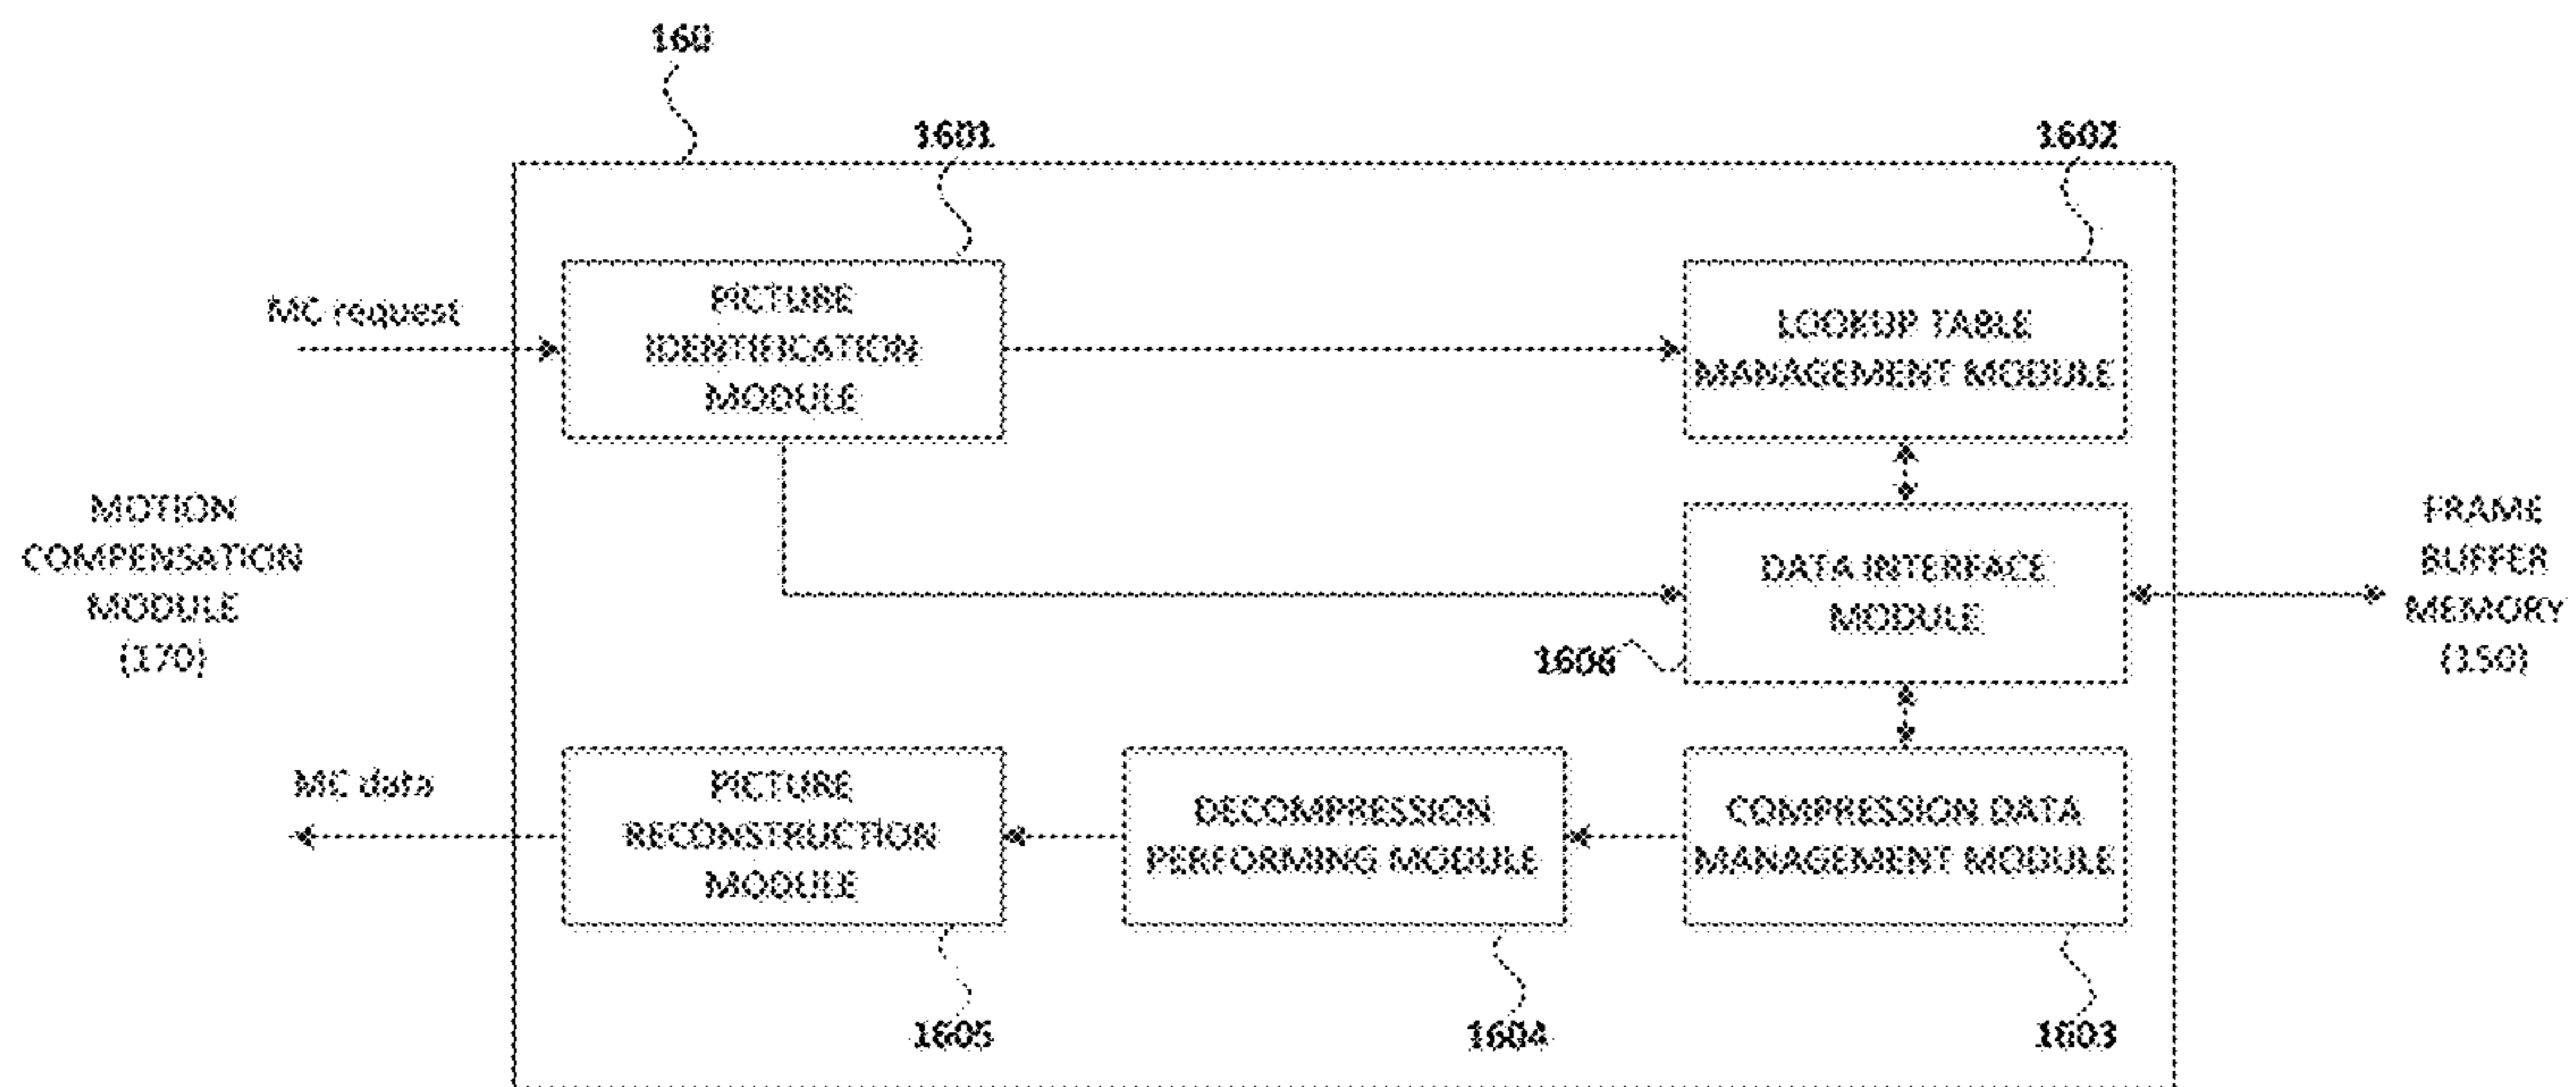 160
1601
1602
MC request
PICTURE
IDENTIFICATION
MODULE
LOOKUP TABLE
MANAGEMENT MODULE
MOTION
COMPENSATION
MODULE
(170)
DATA INTERFACE
MODULE
1606
FRAME
BUFFER
MEMORY
(150)
MC data
PICTURE
RECONSTRUCTION
MODULE
DECOMPRESSION
PERFORMING MODULE
COMPRESSION DATA
MANAGEMENT MODULE
1605
1604
1603